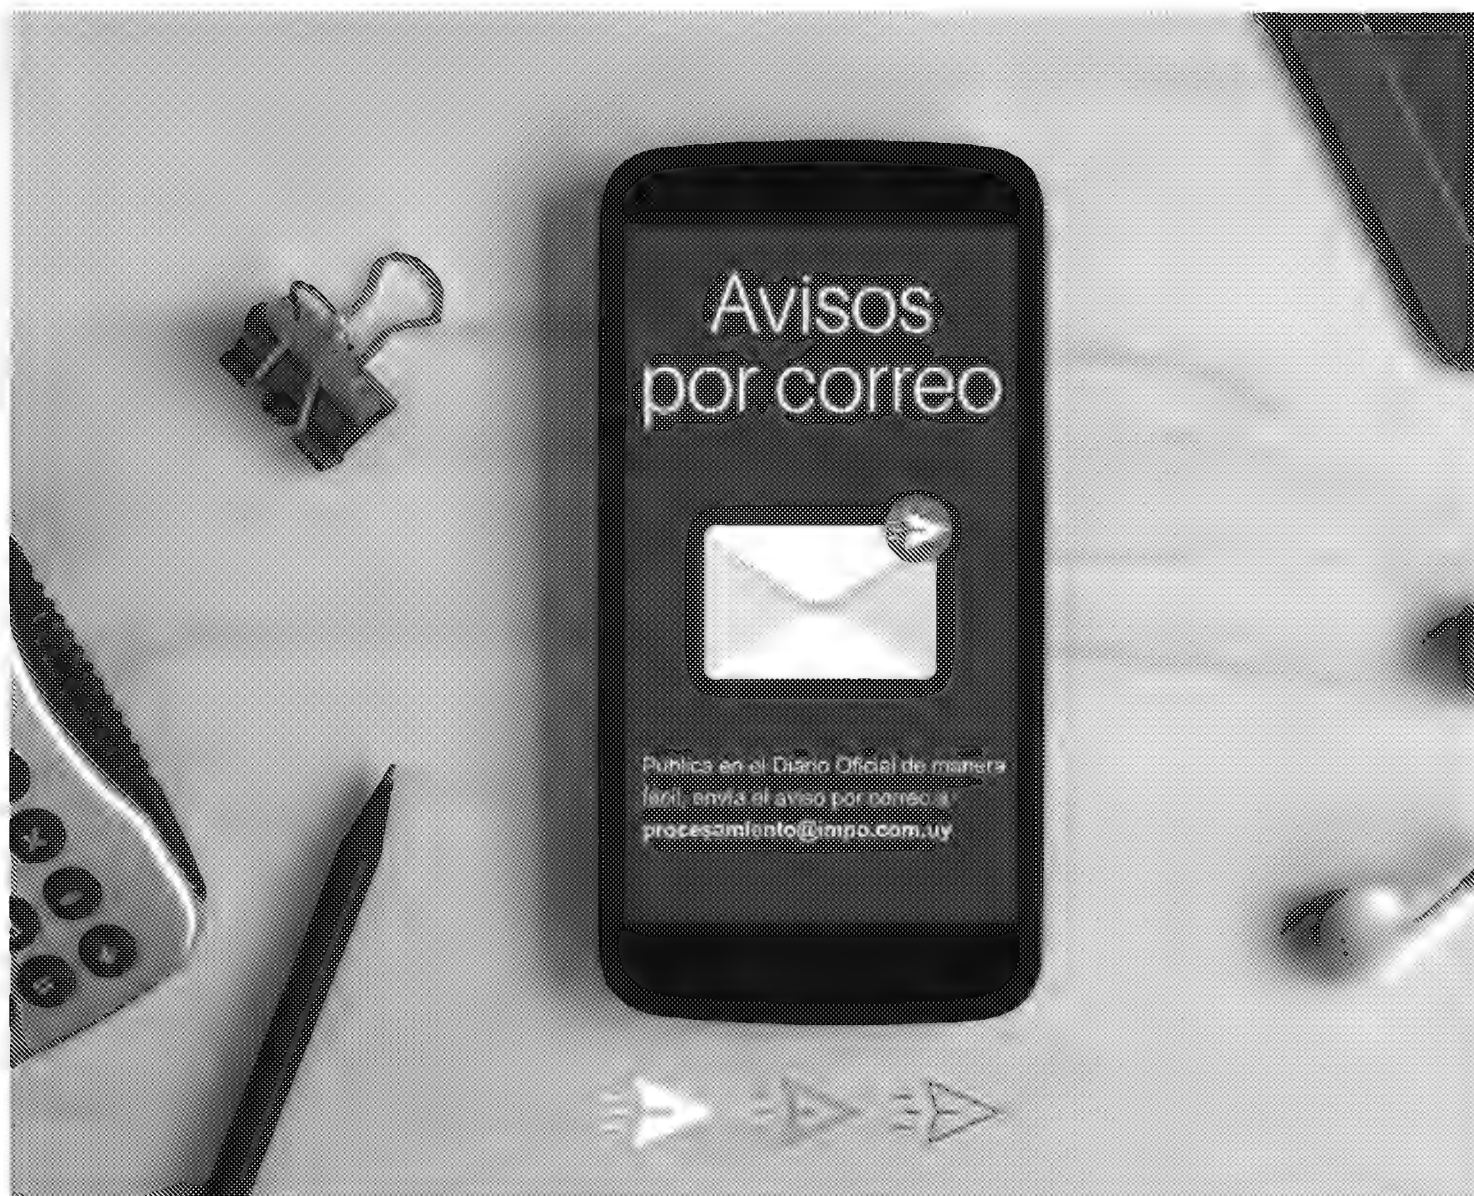 Avisos
por correo
Publica en el Diario Oficial de manera
fácil, envía el aviso por correo a
procesamiento@impo.com.uy